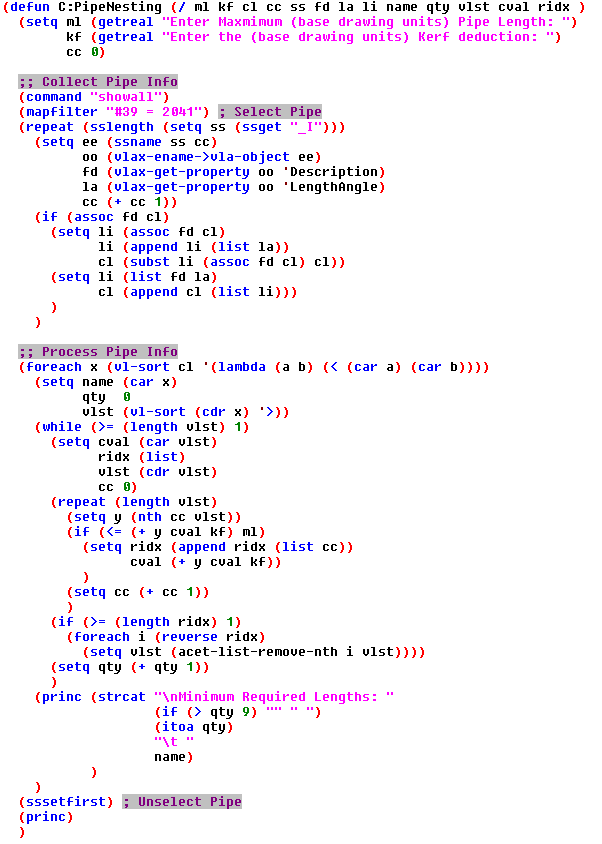 (defun C:PipeNesting (/ ml kf cl cc ss fd la li name qty vlst cval ridx )
  (setq ml (getreal "Enter Maxmimum (base drawing units) Pipe Length: ")
        kf (getreal "Enter the (base drawing units) Kerf deduction: ")
        cc 0)
  ;; Collect Pipe Info
  (command "showall")
  (mapfilter "#39 = 2041") ; Select Pipe
  (repeat (sslength (setq ss (ssget "_I")))
    (setq ee (ssname ss cc)
          oo (vlax-ename->vla-object ee)
          fd (vlax-get-property oo 'Description)
          la (vlax-get-property oo 'LengthAngle)
          cc (+ cc 1))
    (if (assoc fd cl)
      (setq li (assoc fd cl)
            li (append li (list la))
            cl (subst li (assoc fd cl) cl))
      (setq li (list fd la)
            cl (append cl (list li)))
      )
    )
  ;; Process Pipe Info
  (foreach x (vl-sort cl '(lambda (a b) (< (car a) (car b))))
    (setq name (car x)
          qty  0
          vlst (vl-sort (cdr x) '>))
    (while (>= (length vlst) 1)
      (setq cval (car vlst)
            ridx (list)
            vlst (cdr vlst)
            cc 0)
      (repeat (length vlst)
        (setq y (nth cc vlst))
        (if (<= (+ y cval kf) ml)
          (setq ridx (append ridx (list cc))
                cval (+ y cval kf))
          )
        (setq cc (+ cc 1))
        )
      (if (>= (length ridx) 1)
        (foreach i (reverse ridx)
          (setq vlst (acet-list-remove-nth i vlst))))
      (setq qty (+ qty 1))
      )
    (princ (strcat "\nMinimum Required Lengths: "
                   (if (> qty 9) "" " ")
                   (itoa qty)
                   "\t "
                   name)
           )
    )
  (sssetfirst) ; Unselect Pipe
  (princ)
  )